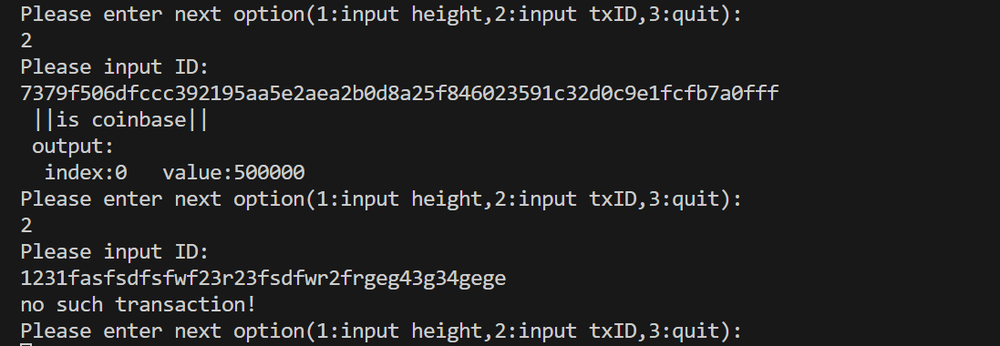 Please enter next option(1:input height,2:input txID,3:quit):
2
Please input ID:
7379f506dfccc392195aa5e2aea2b0d8a25f846023591c32d0c9e1fcfb7a0fff
||is coinbase||
output:
index:0   value:500000
Please enter next option(1:input height,2:input txID,3:quit):
2
Please input ID:
1231fasfsdfsfwf23r23fsdfwr2frgeg43g34gege
no such transaction!
Please enter next option(1:input height,2:input txID,3:quit):